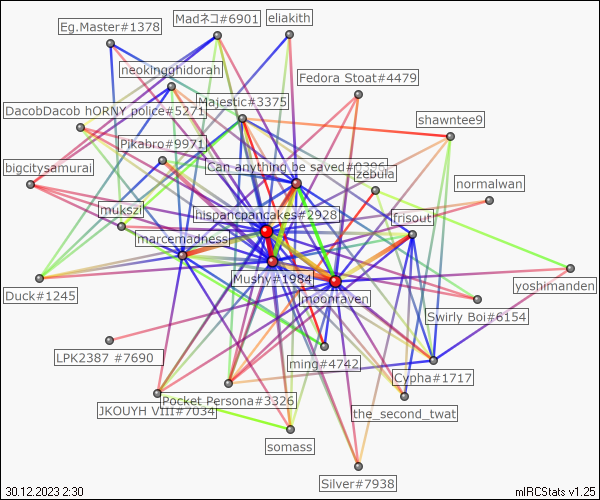 Madネコ#6901
eliakith
Eg.Master#1378
neokingghidorah
Fedora Stoat#4479
Majestic#3375
DacobDacob hORNY police#5271
shawntee9
Pikabro#9971
Can anything be saved#0386
bigcitysamurai
zebula
normalwan
mukszi
hispancpancakes#2928
frisout
marcemadness
Mushy#1984
yoshimanden
Duck#1245
moonraven
Swirly Boi#6154
LPK2387 #7690
ming#4742
Cypha#1717
Pocket Persona#3326
JKOUYH VIII#7034
the_second_twat
somass
Silver#7938
30.12.2023 2:30
mIRCStats v1.25